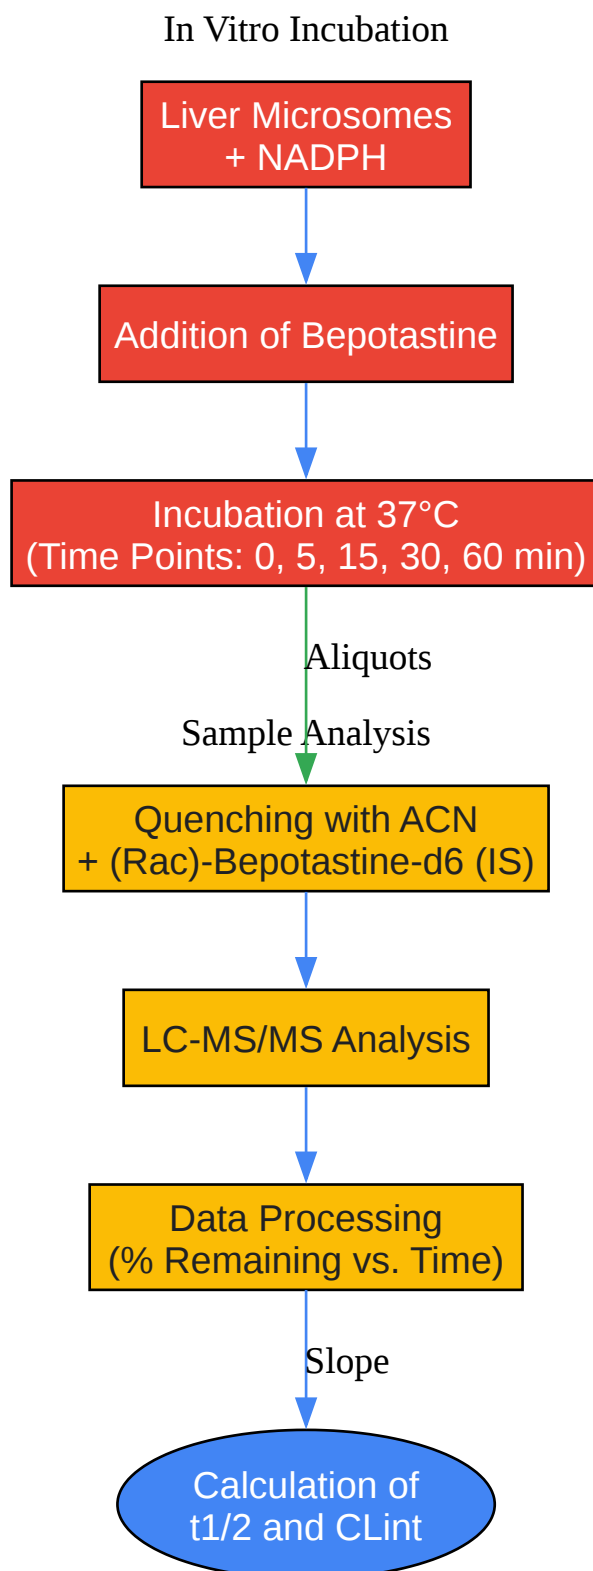 In Vitro Incubation
Liver Microsomes
+ NADPH
Addition of Bepotastine
Incubation at 37°C
(Time Points: 0, 5, 15, 30, 60 min)
Aliquots
Sample Analysis
Quenching with ACN
+ (Rac)-Bepotastine-d6 (IS)
LC-MS/MS Analysis
Data Processing
(% Remaining vs. Time)
Slope
Calculation of
t1/2 and CLint